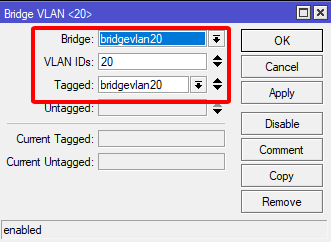 Bridge VLAN <20>
Bridge: bridgevlan20
VLAN IDs: 20
Tagged: bridgevlan20
Untagged:
Current Tagged:
Current Untagged:
OK
Cancel
Apply
Disable
Comment
Copy
Remove
enabled